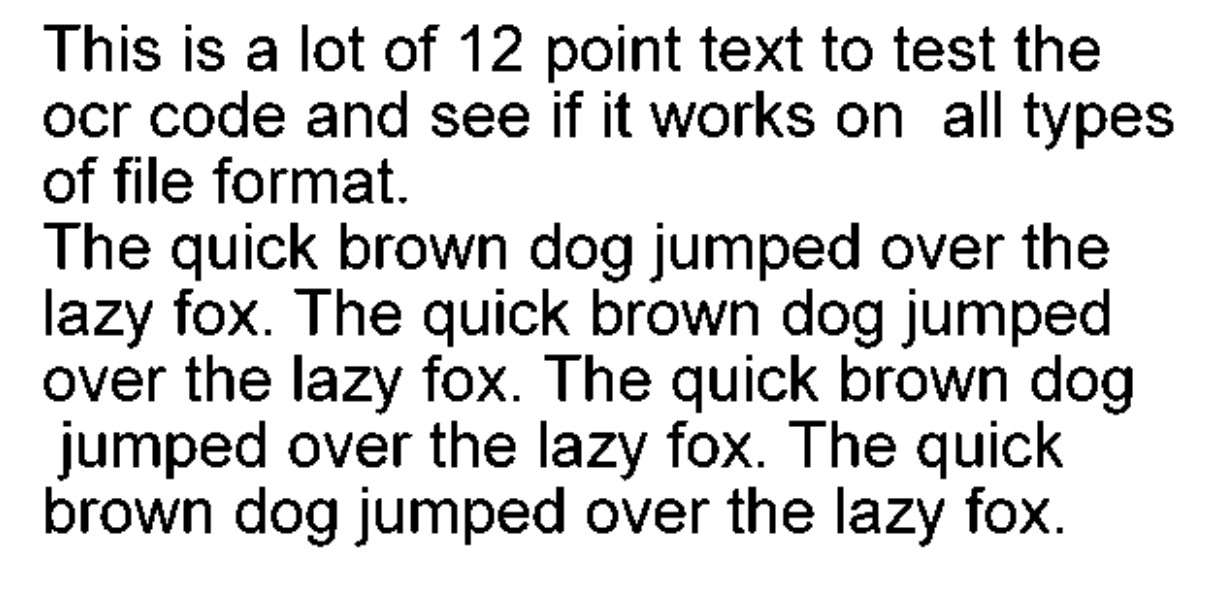 This is a lot of 12 point text to test the
ocr code and see if it works on  all types
of file format.
The quick brown dog jumped over the
lazy fox. The quick brown dog jumped
over the lazy fox. The quick brown dog
 jumped over the lazy fox. The quick
brown dog jumped over the lazy fox.